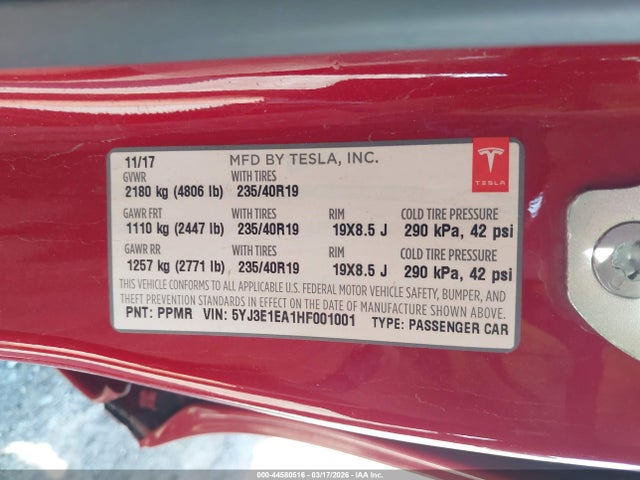 11/17 MFD BY TESLA, INC.
GVWR WITH TIRES
2180 kg (4806 lb) 235/40R19
TESLA
GAWR FRT WITH TIRES RIM COLD TIRE PRESSURE
1110 kg (2447 lb) 235/40R19 19X8.5 J 290 kPa, 42 psi
GAWR RR WITH TIRES RIM COLD TIRE PRESSURE
1257 kg (2771 lb) 235/40R19 19X8.5 J 290 kPa, 42 psi
THIS VEHICLE CONFORMS TO ALL APPLICABLE U.S. FEDERAL MOTOR VEHICLE SAFETY, BUMPER, AND
THEFT PREVENTION STANDARDS IN EFFECT ON THE DATE OF MANUFACTURE SHOWN ABOVE.
PNT: PPMR VIN: 5YJ3E1EA1HF001001 TYPE: PASSENGER CAR
000-44580516 - 03/17/2026 - IAA Inc.